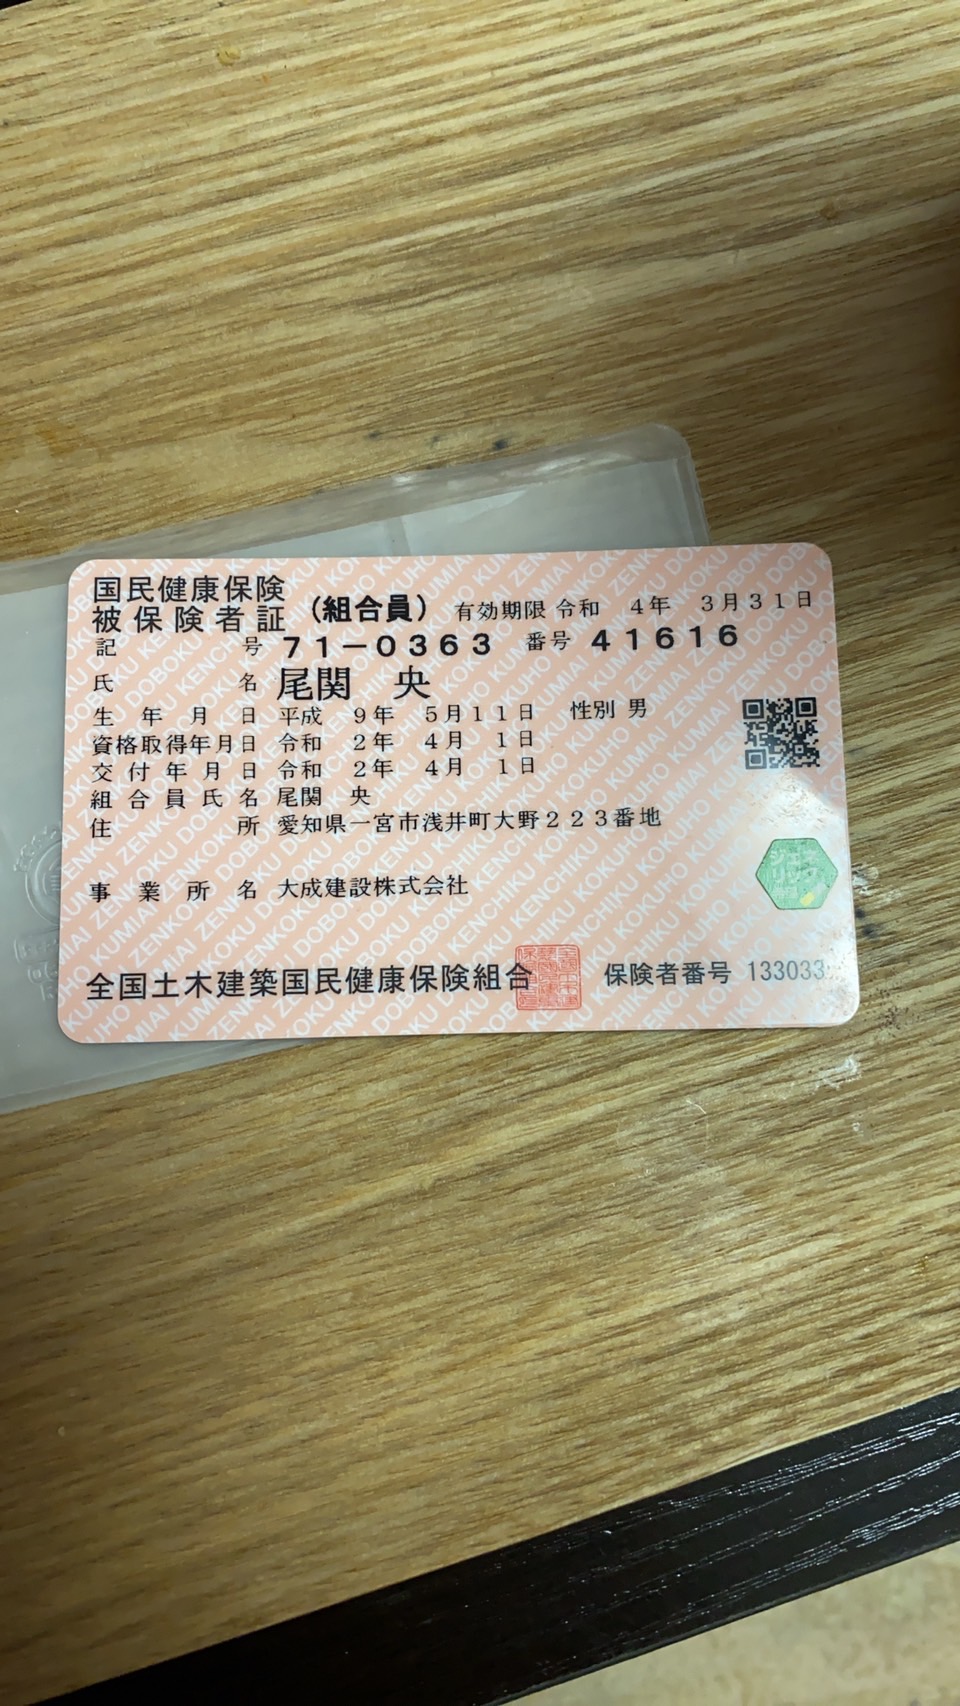 国民健康保険
被保険者証 (組合員) 有効期限 令和 4年 3月31日
記号 71-0363 番号 41616
氏名 尾関 央
生年月日 平成 9年 5月11日 性別 男
資格取得年月日 令和 2年 4月 1日
交付年月日 令和 2年 4月 1日
組合員氏名 尾関 央
住所 愛知県一宮市浅井町大野223番地
事業所名 大成建設株式会社
全国土木建築国民健康保険組合 保険者番号 133033